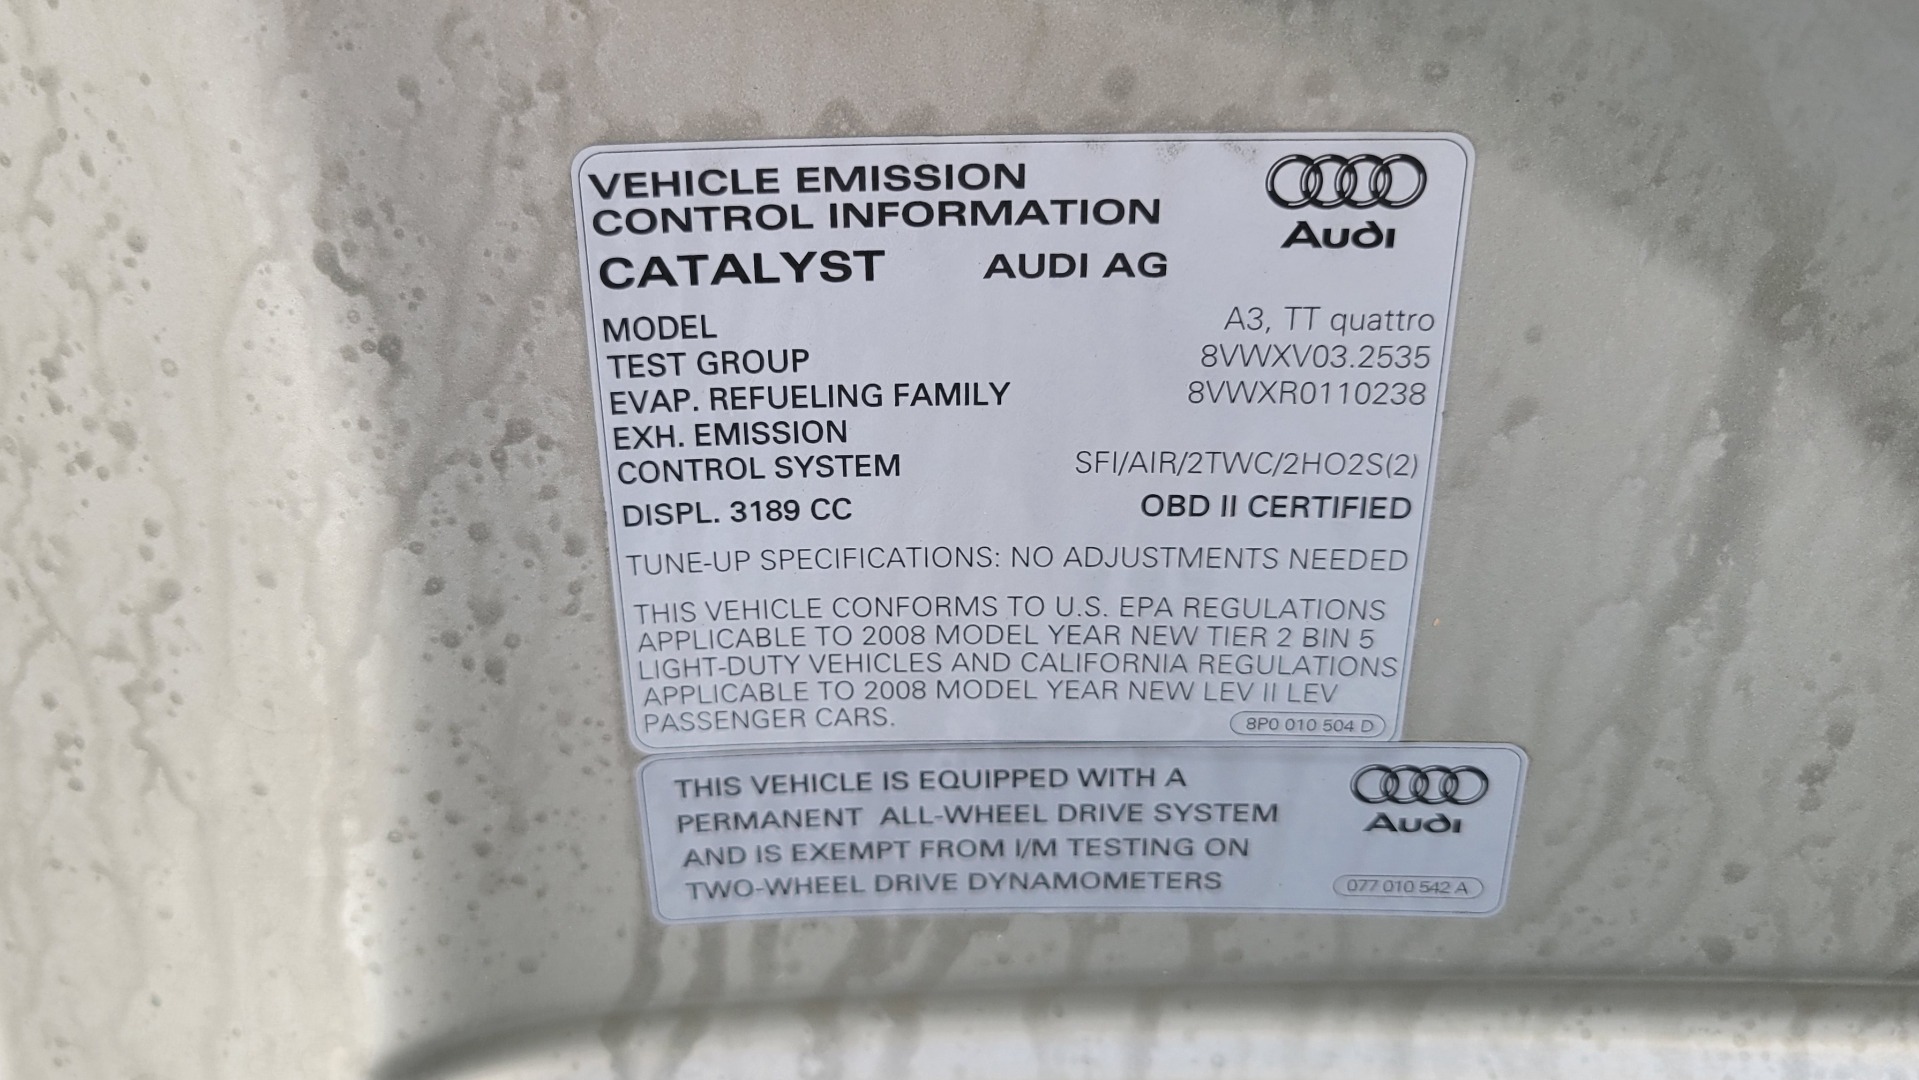 VEHICLE EMISSION
CONTROL INFORMATION
Audi
CATALYST AUDI AG
MODEL A3, TT quattro
TEST GROUP 8VWXV03.2535
EVAP. REFUELING FAMILY 8VWXR0110238
EXH. EMISSION
CONTROL SYSTEM SFI/AIR/2TWC/2HO2S(2)
DISPL. 3189 CC OBD II CERTIFIED
TUNE-UP SPECIFICATIONS: NO ADJUSTMENTS NEEDED
THIS VEHICLE CONFORMS TO U.S. EPA REGULATIONS
APPLICABLE TO 2008 MODEL YEAR NEW TIER 2 BIN 5
LIGHT-DUTY VEHICLES AND CALIFORNIA REGULATIONS
APPLICABLE TO 2008 MODEL YEAR NEW LEV II LEV
PASSENGER CARS. 8P0 010 504 D
THIS VEHICLE IS EQUIPPED WITH A
PERMANENT ALL-WHEEL DRIVE SYSTEM
Audi
AND IS EXEMPT FROM I/M TESTING ON
TWO-WHEEL DRIVE DYNAMOMETERS 077 010 542 A